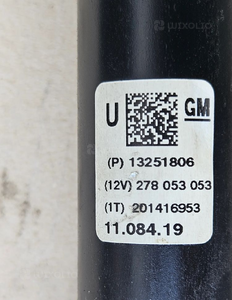 U GM
(P) 13251806
(12V) 278 053 053
(1T) 201416953
11.084.19